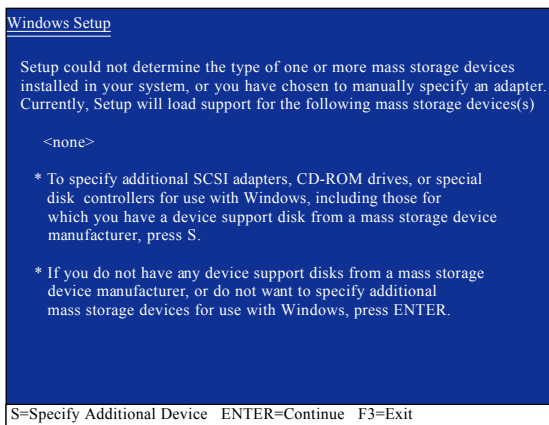 Windows Setup
Setup could not determine the type of one or more mass storage devices
installed in your system, or you have chosen to manually specify an adapter.
Currently, Setup will load support for the following mass storage devices(s)
<none>
* To specify additional SCSI adapters, CD-ROM drives, or special
disk controllers for use with Windows, including those for
which you have a device support disk from a mass storage device
manufacturer, press S.
* If you do not have any device support disks from a mass storage
device manufacturer, or do not want to specify additional
mass storage devices for use with Windows, press ENTER.
S=Specify Additional Device ENTER=Continue F3=Exit